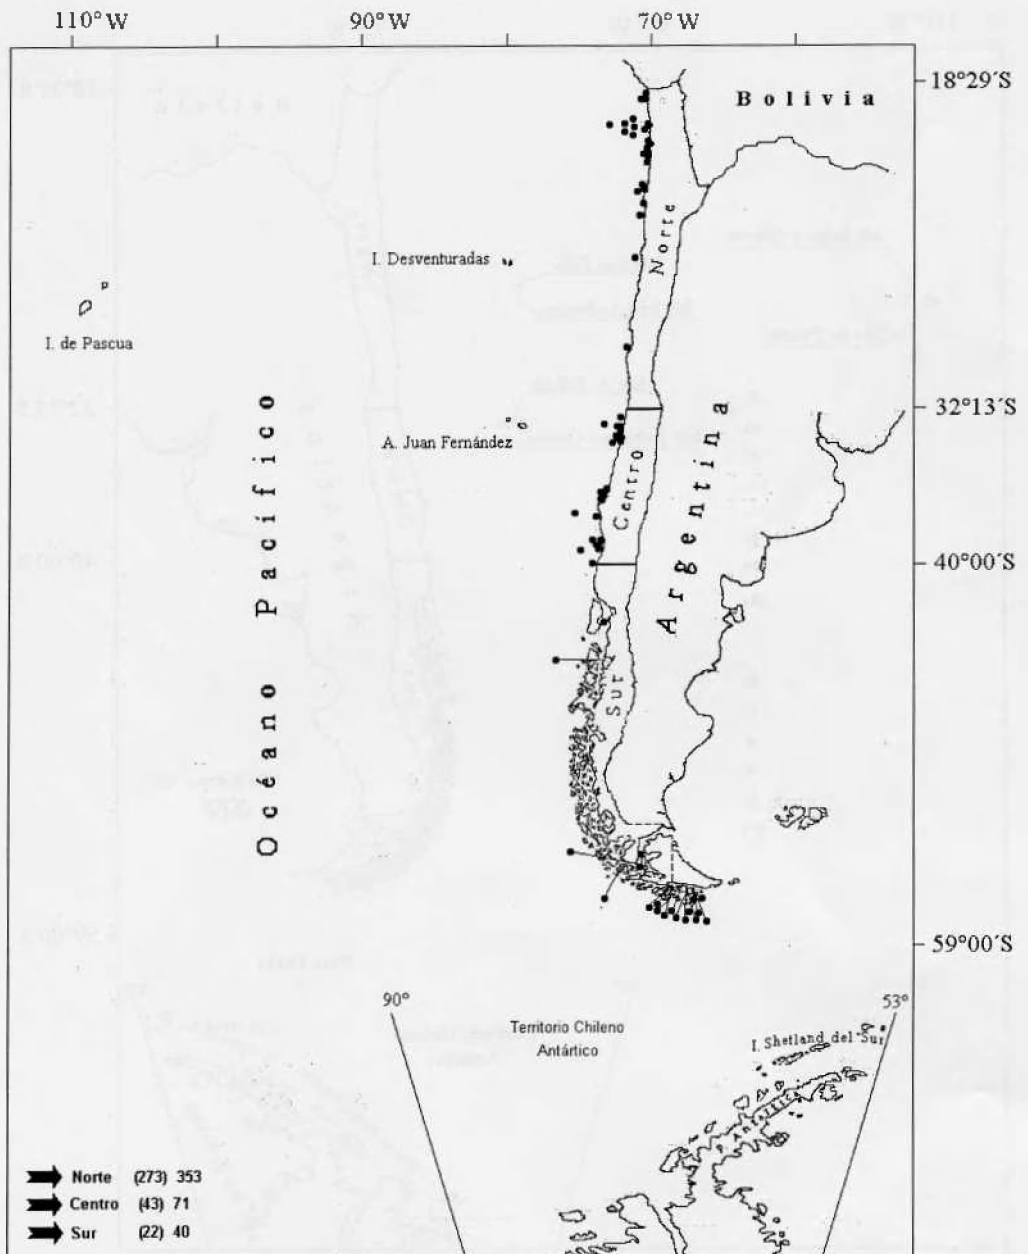 110°W 90°W 70°W
18°29´S
Bolivia
Norte
I. Desventuradas
I. de Pascua
32°13´S
A. Juan Fernández
Centro
Argentina
Océano Pacífico
40°00´S
Sur
59°00´S
90° 53°
Territorio Chileno
Antártico
I. Shetland del Sur
Norte (273) 353
Centro (43) 71
Sur (22) 40